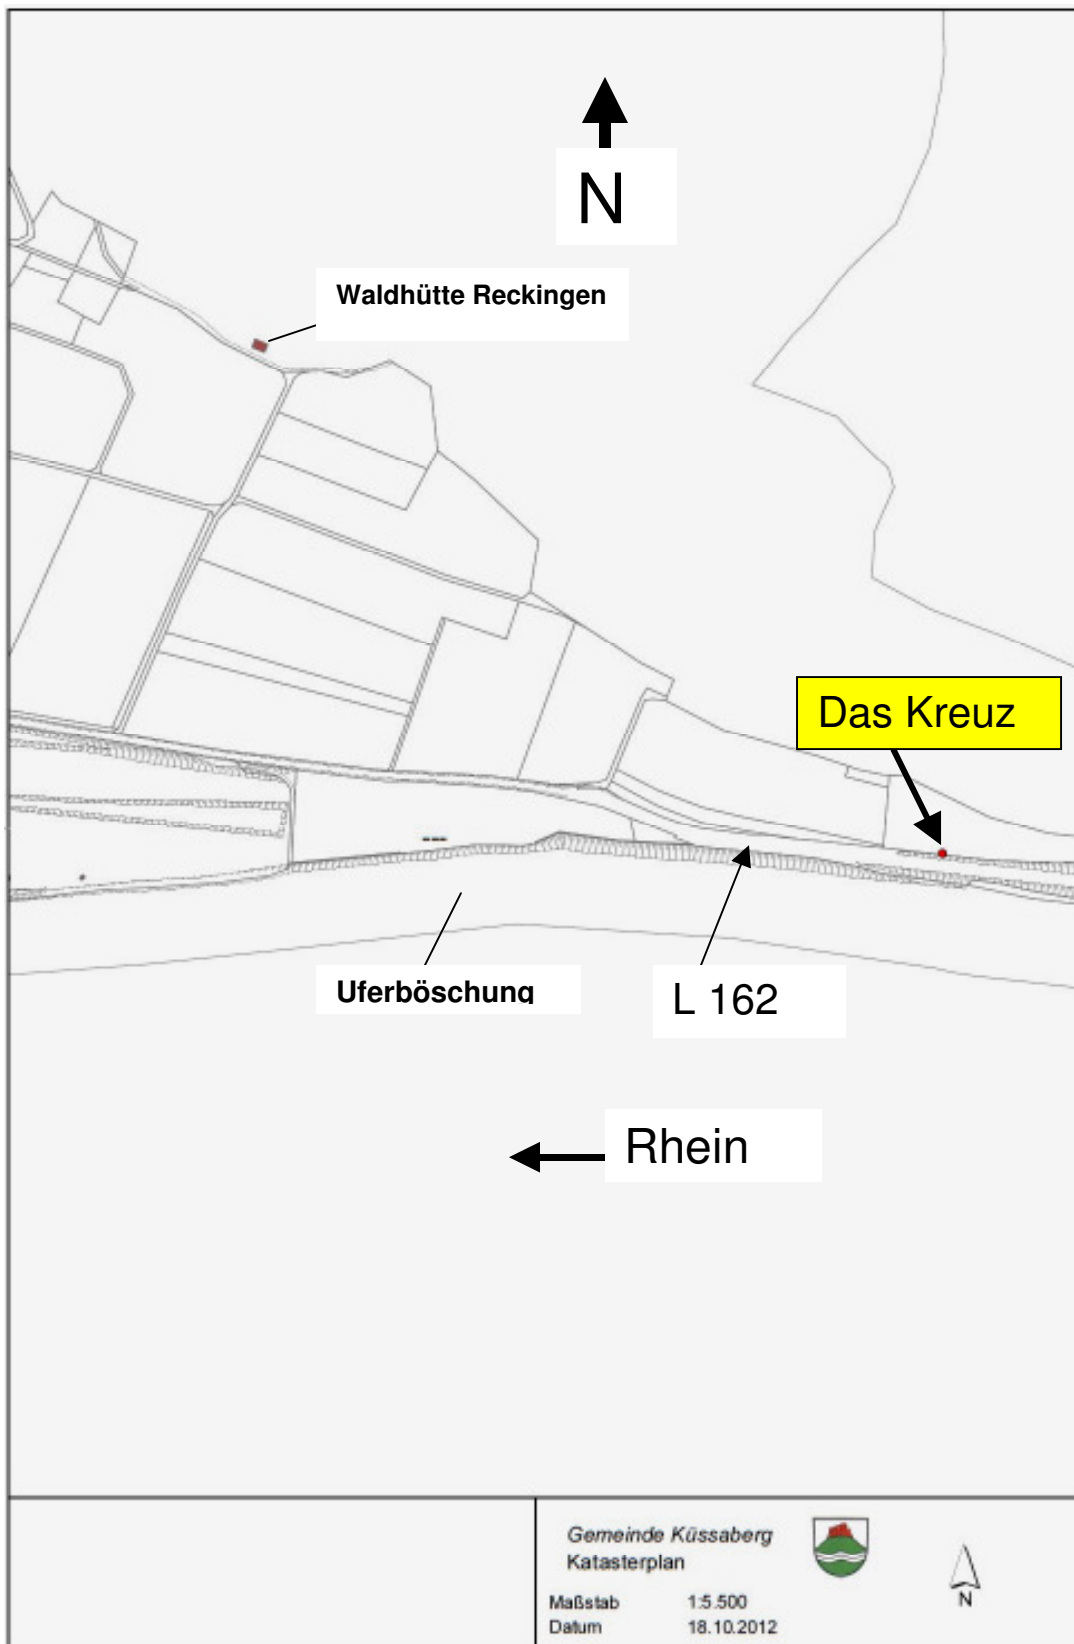 N
Waldhütte Reckingen
Das Kreuz
Uferböschung
L 162
Rhein
Gemeinde Küssaberg
Katasterplan
Maßstab 1:5.500
Datum 18.10.2012
N